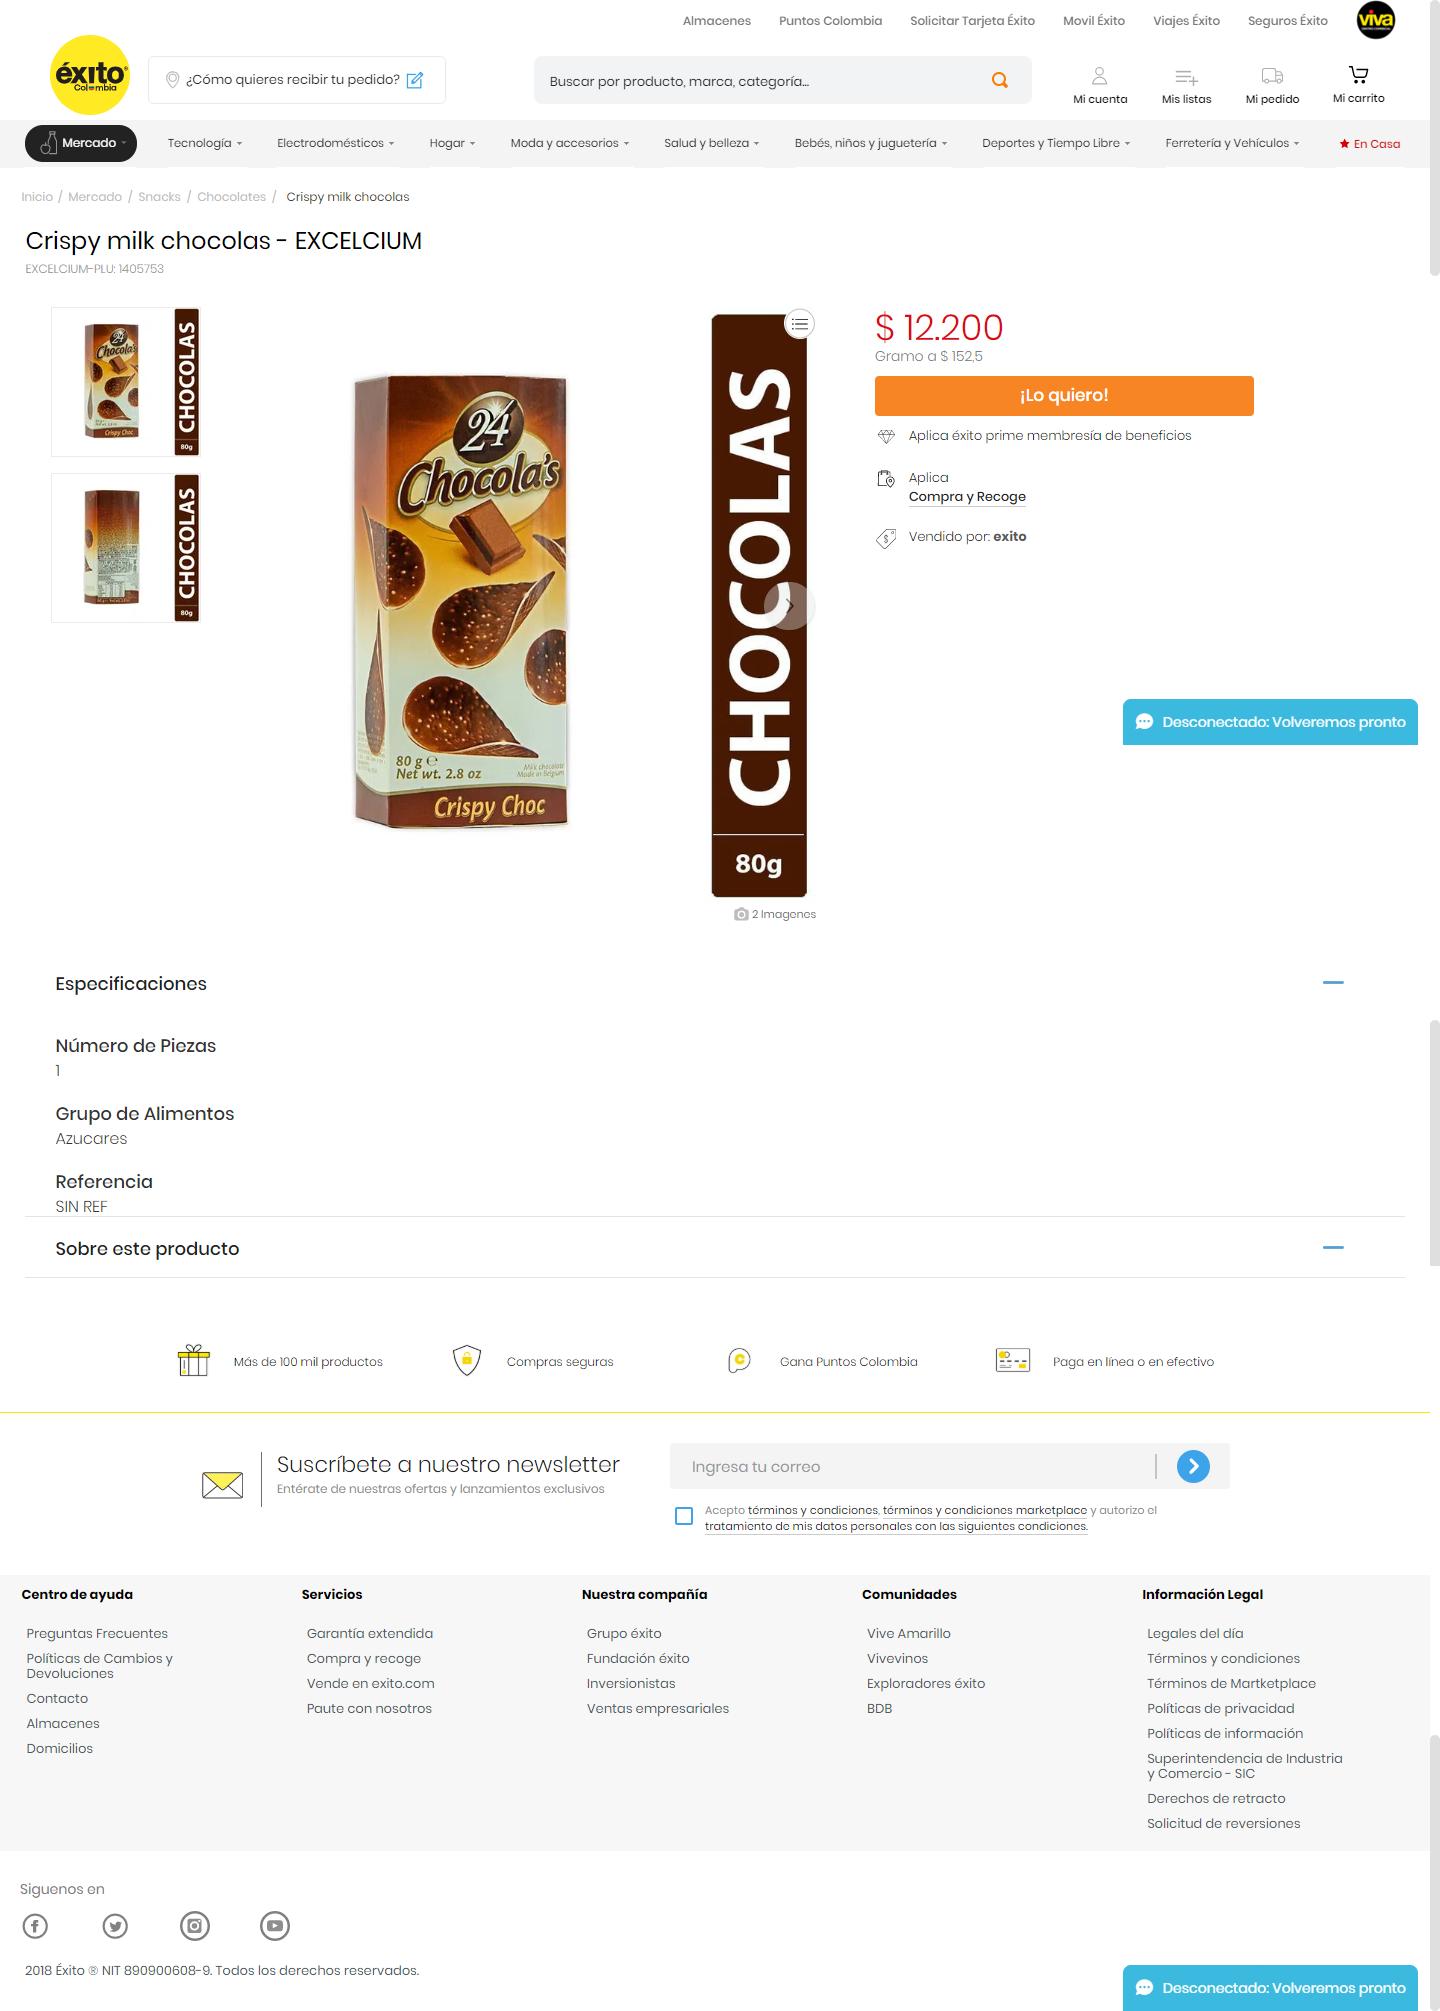 Almacenes Puntos Colombia Solicitar Tarjeta Éxito Movil Éxito Viajes Éxito Seguros Éxito viva
éxito
Colombia
¿Cómo quieres recibir tu pedido?
Buscar por producto, marca, categoría...
Mi cuenta Mis listas Mi pedido Mi carrito
Mercado Tecnología Electrodomésticos Hogar Moda y accesorios Salud y belleza Bebés, niños y juguetería Deportes y Tiempo Libre Ferretería y Vehículos En Casa
Inicio / Mercado / Snacks / Chocolates / Crispy milk chocolas
Crispy milk chocolas - EXCELCIUM
EXCELCIUM-PLU: 1405753
24
Chocola's
Crispy Choc
CHOCOLAS
80g
CHOCOLAS
80g
24
Chocola's
80 g e
Net wt. 2.8 oz
Milk chocolate
Made in Belgium
Crispy Choc
CHOCOLAS
80g
2 Imagenes
$ 12.200
Gramo a $ 152,5
¡Lo quiero!
Aplica éxito prime membresía de beneficios
Aplica
Compra y Recoge
Vendido por: exito
Desconectado: Volveremos pronto
Especificaciones
Número de Piezas
1
Grupo de Alimentos
Azucares
Referencia
SIN REF
Sobre este producto
Más de 100 mil productos Compras seguras Gana Puntos Colombia Paga en línea o en efectivo
Suscríbete a nuestro newsletter
Entérate de nuestras ofertas y lanzamientos exclusivos
Ingresa tu correo
Acepto términos y condiciones, términos y condiciones marketplace y autorizo el
tratamiento de mis datos personales con las siguientes condiciones.
Centro de ayuda
Preguntas Frecuentes
Políticas de Cambios y
Devoluciones
Contacto
Almacenes
Domicilios
Servicios
Garantía extendida
Compra y recoge
Vende en exito.com
Paute con nosotros
Nuestra compañía
Grupo éxito
Fundación éxito
Inversionistas
Ventas empresariales
Comunidades
Vive Amarillo
Vivevinos
Exploradores éxito
BDB
Información Legal
Legales del día
Términos y condiciones
Términos de Martketplace
Políticas de privacidad
Políticas de información
Superintendencia de Industria
y Comercio - SIC
Derechos de retracto
Solicitud de reversiones
Siguenos en
2018 Éxito ® NIT 890900608-9. Todos los derechos reservados.
Desconectado: Volveremos pronto